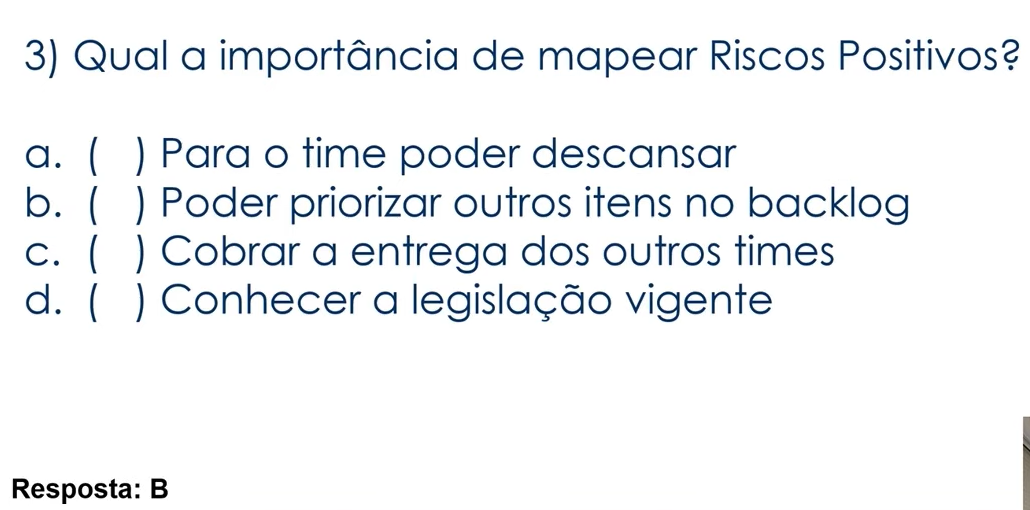 3) Qual a importância de mapear Riscos Positivos?
a. ( ) Para o time poder descansar
b. ( ) Poder priorizar outros itens no backlog
c. ( ) Cobrar a entrega dos outros times
d. ( ) Conhecer a legislação vigente
Resposta: B